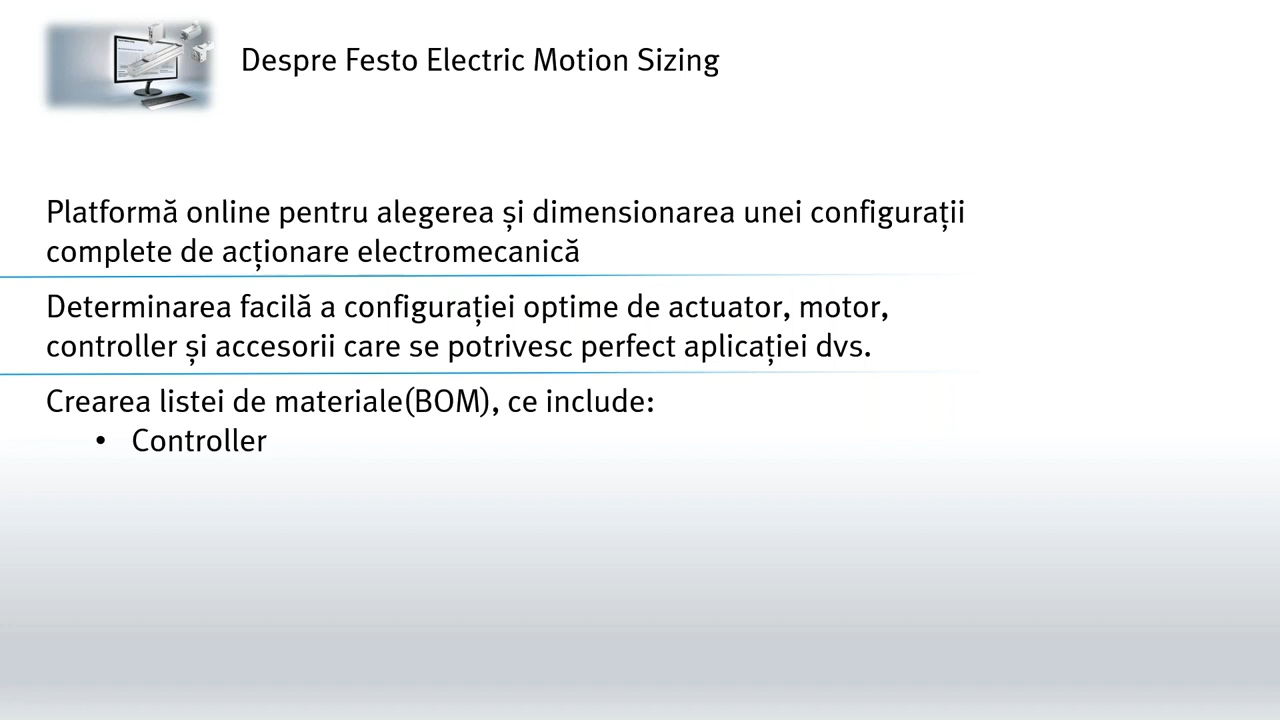 Despre Festo Electric Motion Sizing
Platformă online pentru alegerea și dimensionarea unei configurații
complete de acționare electromecanică
Determinarea facilă a configurației optime de actuator, motor,
controller și accesorii care se potrivesc perfect aplicației dvs.
Crearea listei de materiale(BOM), ce include:
• Controller